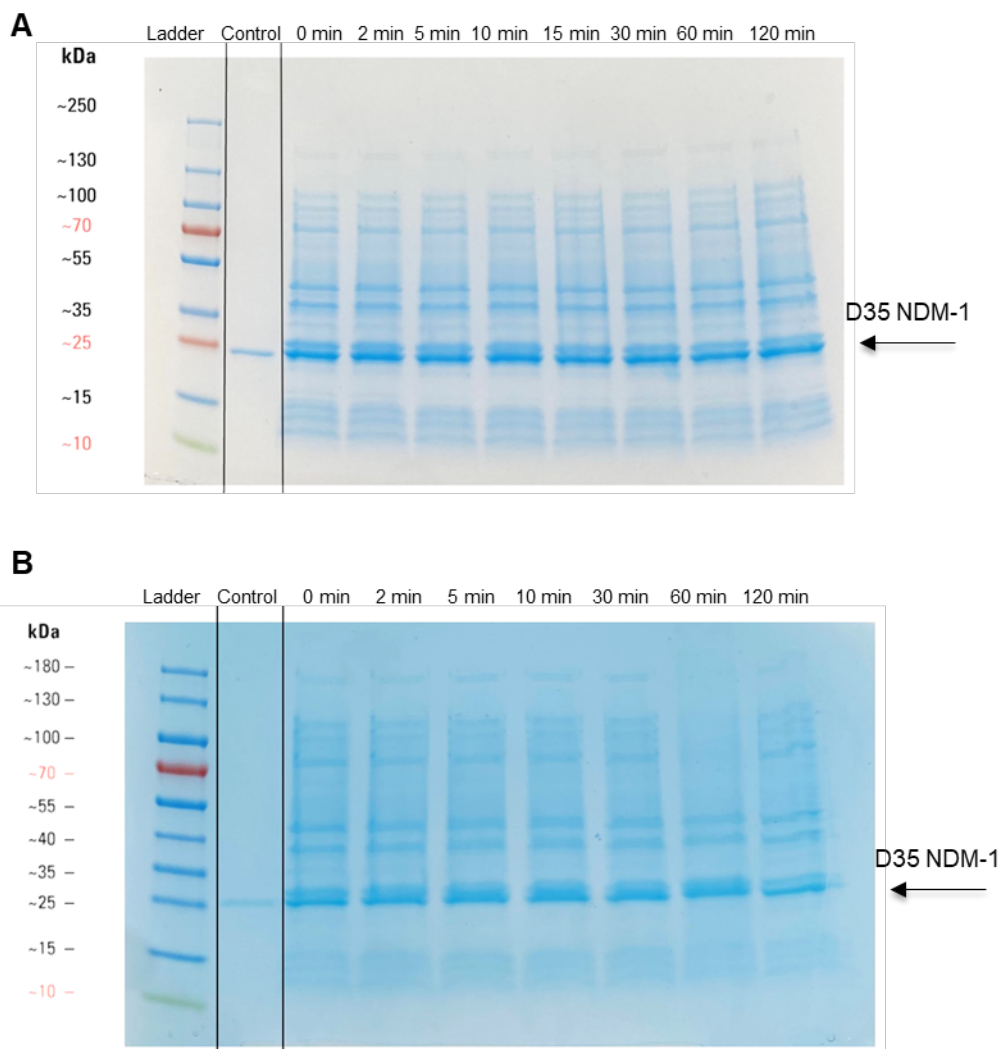 A
Ladder Control 0 min 2 min 5 min 10 min 15 min 30 min 60 min 120 min
kDa
~250
~130
~100
~70
~55
~35
~25
~15
~10
D35 NDM-1
B
Ladder Control 0 min 2 min 5 min 10 min 30 min 60 min 120 min
kDa
~180 –
~130 –
~100 –
~70 –
~55 –
~40 –
~35 –
~25 –
~15 –
~10 –
D35 NDM-1